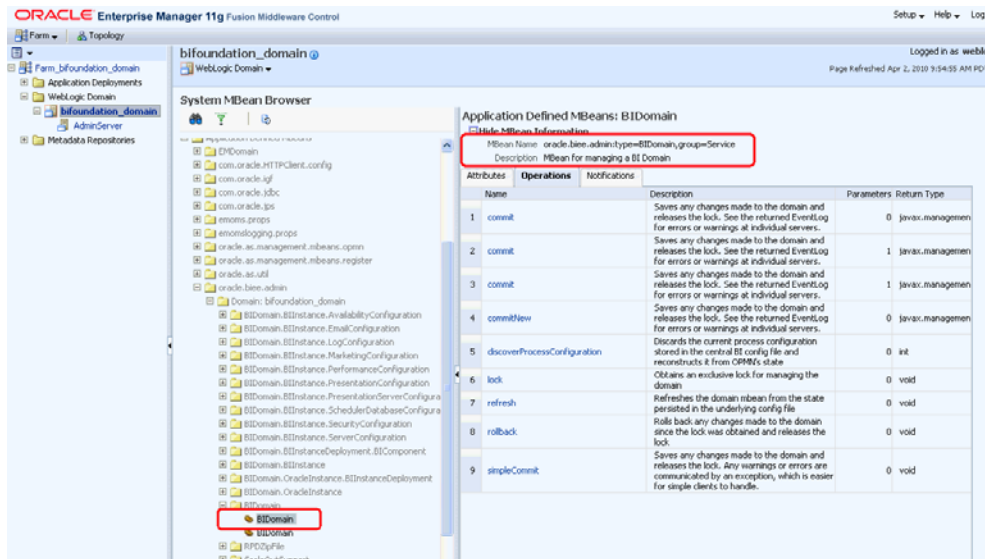 ORACLE Enterprise Manager 11g Fusion Middleware Control
Setup Help Log
Form Topology
Farm_bifoundation_domain
Application Deployments
WebLogic Domain
bifoundation_domain
AdminServer
Metadata Repositories
bifoundation_domain
WebLogic Domain
Logged in as weblo
Page Refreshed Apr 2, 2010 9:54:55 AM PD
System MBean Browser
Application Defined MBeans
EMDomain
com.oracle.HTTPClient.config
com.oracle.igf
com.oracle.jdbc
com.oracle.jps
emoms.props
emomslogging.props
oracle.as.management.mbeans.opmn
oracle.as.management.mbeans.register
oracle.as.util
oracle.biee.admin
Domain: bifoundation_domain
BIDomain.BIInstance.AvailabilityConfiguration
BIDomain.BIInstance.EmailConfiguration
BIDomain.BIInstance.LogConfiguration
BIDomain.BIInstance.MarketingConfiguration
BIDomain.BIInstance.PerformanceConfiguration
BIDomain.BIInstance.PresentationConfiguration
BIDomain.BIInstance.PresentationServerConfigura
BIDomain.BIInstance.SchedulerDatabaseConfigura
BIDomain.BIInstance.SecurityConfiguration
BIDomain.BIInstance.ServerConfiguration
BIDomain.BIInstanceDeployment.BIComponent
BIDomain.BIInstance
BIDomain.OracleInstance.BIInstanceDeployment
BIDomain.OracleInstance
BIDomain
BIDomain
BIDomain
RPDZipFile
Application Defined MBeans: BIDomain
Hide MBean Information
MBean Name oracle.biee.admin:type=BIDomain,group=Service
Description MBean for managing a BI Domain
Attributes Operations Notifications
Name Description Parameters Return Type
1 commit Saves any changes made to the domain and 0 javax.managemen
releases the lock. See the returned EventLog
for errors or warnings at individual servers.
2 commit Saves any changes made to the domain and 1 javax.managemen
releases the lock. See the returned EventLog
for errors or warnings at individual servers.
3 commit Saves any changes made to the domain and 1 javax.managemen
releases the lock. See the returned EventLog
for errors or warnings at individual servers.
4 commitNew Saves any changes made to the domain and 0 javax.managemen
releases the lock. See the returned EventLog
for errors or warnings at individual servers.
5 discoverProcessConfiguration Discards the current process configuration 0 int
stored in the central BI config file and
reconstructs it from OPMN's state
6 lock Obtains an exclusive lock for managing the 0 void
domain
7 refresh Refreshes the domain mbean from the state 0 void
persisted in the underlying config file
8 rollback Rolls back any changes made to the domain 0 void
since the lock was obtained and releases the
lock
9 simpleCommit Saves any changes made to the domain and 0 void
releases the lock. Any warnings or errors are
communicated by an exception, which is easier
for simple clients to handle.